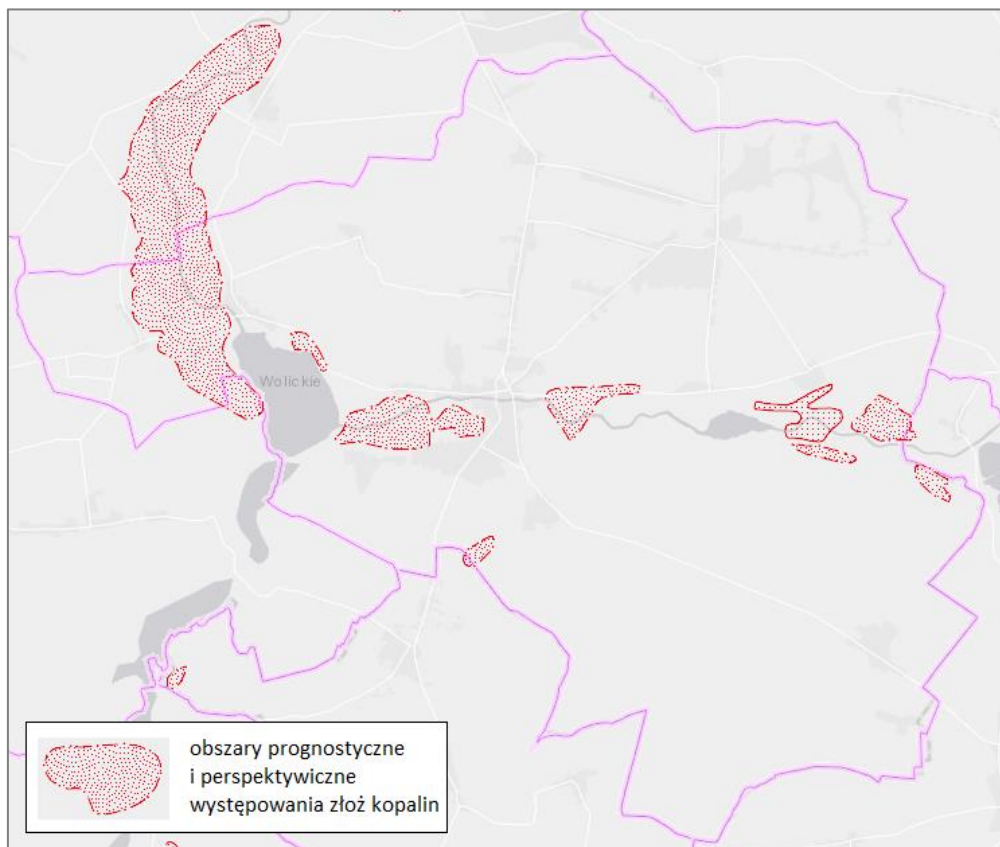 Wolickie
obszary prognostyczne
i perspektywiczne
występowania złóż kopalin